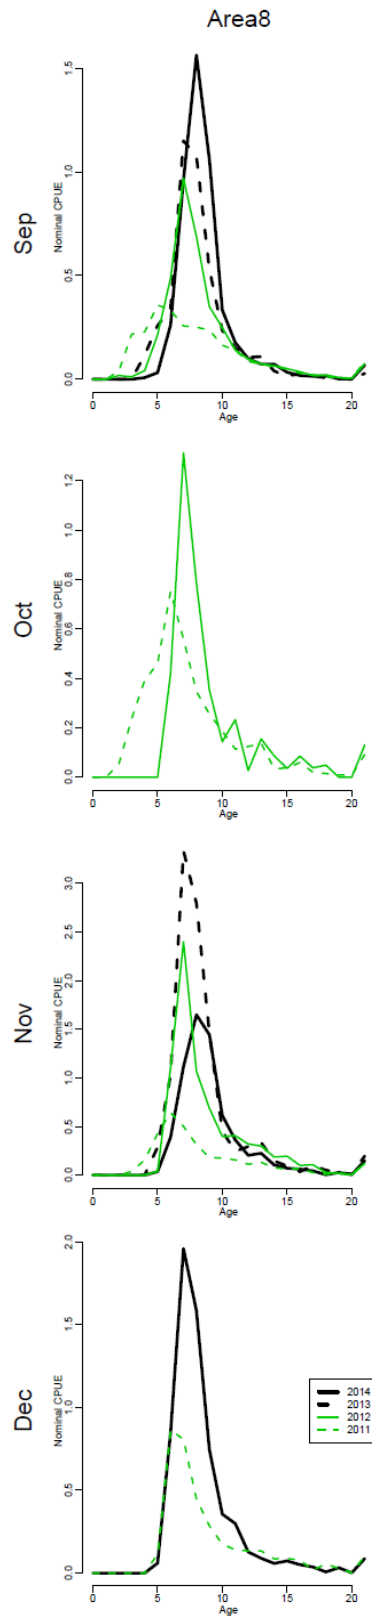 Area8
Sep
Nominal CPUE
0.0 0.5 1.0 1.5
0 5 10 15 20
Age
Oct
Nominal CPUE
0.0 0.2 0.4 0.6 0.8 1.0 1.2
0 5 10 15 20
Age
Nov
Nominal CPUE
0.0 0.5 1.0 1.5 2.0 2.5 3.0
0 5 10 15 20
Age
Dec
Nominal CPUE
0.0 0.5 1.0 1.5 2.0
0 5 10 15 20
Age
2014
2013
2012
2011